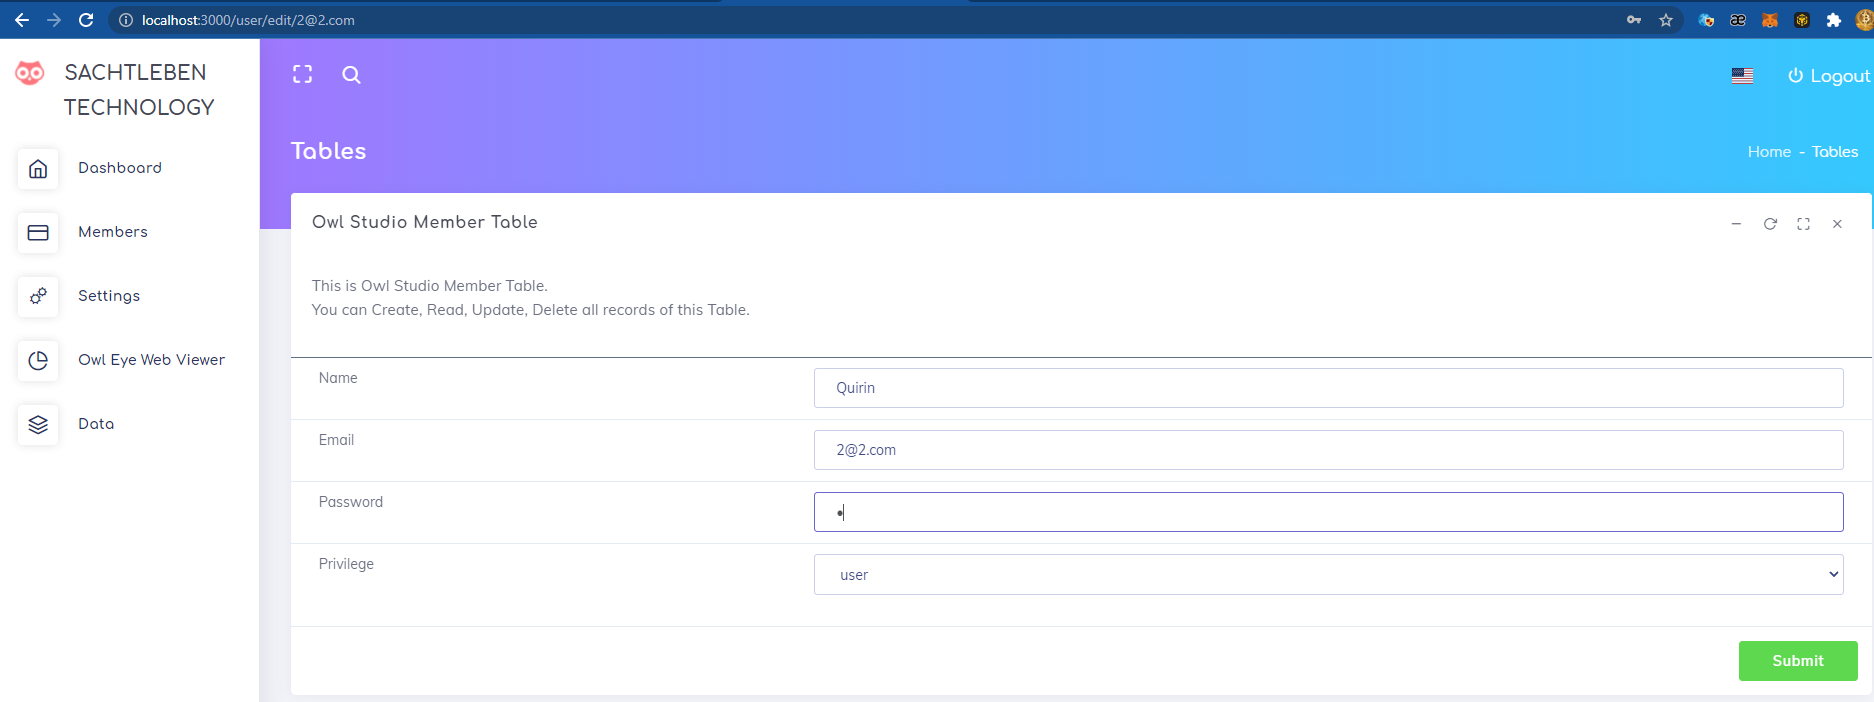 localhost:3000/user/edit/2@2.com
SACHTLEBEN
TECHNOLOGY
Logout
Dashboard
Members
Settings
Owl Eye Web Viewer
Data
Tables
Home - Tables
Owl Studio Member Table
This is Owl Studio Member Table.
You can Create, Read, Update, Delete all records of this Table.
Name
Quirin
Email
2@2.com
Password
Privilege
user
Submit